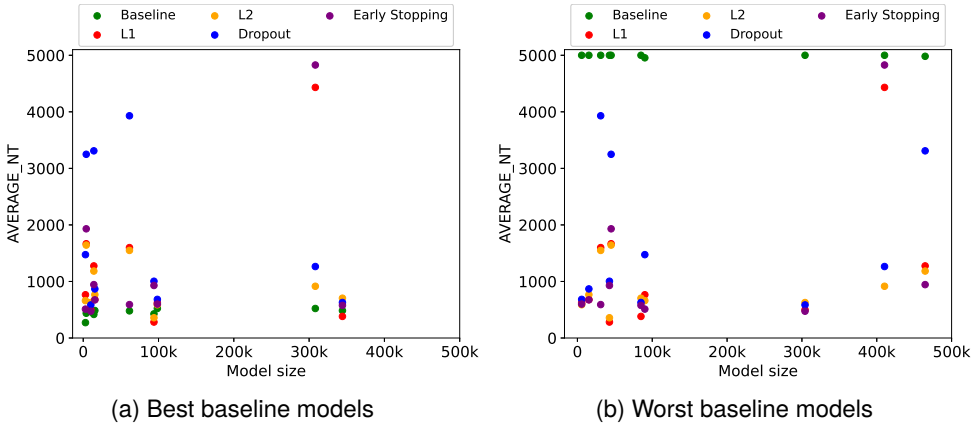 Baseline L2 Early Stopping
L1 Dropout
5000
4000
3000
2000
1000
0
AVERAGE_NT
0 100k 200k 300k 400k 500k
Model size
(a) Best baseline models
Baseline L2 Early Stopping
L1 Dropout
5000
4000
3000
2000
1000
0
AVERAGE_NT
0 100k 200k 300k 400k 500k
Model size
(b) Worst baseline models